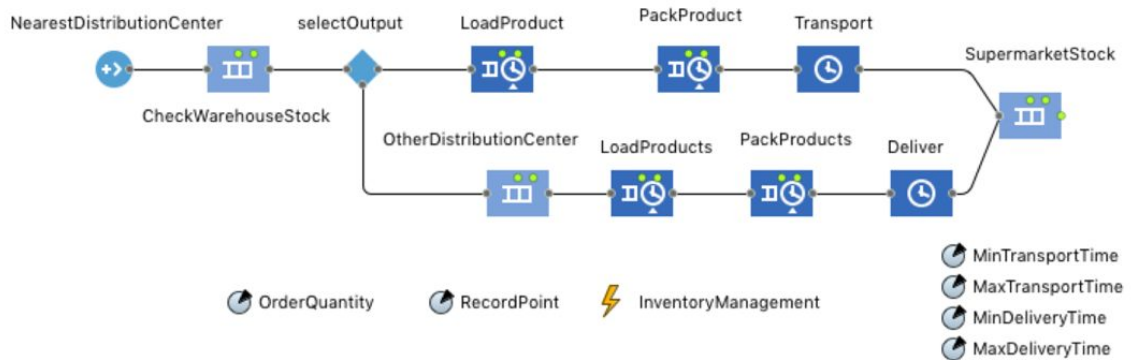 NearestDistributionCenter
selectOutput
LoadProduct
PackProduct
Transport
SupermarketStock
CheckWarehouseStock
OtherDistributionCenter
LoadProducts
PackProducts
Deliver
OrderQuantity
RecordPoint
InventoryManagement
MinTransportTime
MaxTransportTime
MinDeliveryTime
MaxDeliveryTime